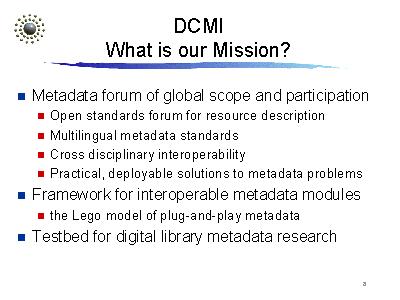 DCMI
What is our Mission?
Metadata forum of global scope and participation
Open standards forum for resource description
Multilingual metadata standards
Cross disciplinary interoperability
Practical, deployable solutions to metadata problems
Framework for interoperable metadata modules
the Lego model of plug-and-play metadata
Testbed for digital library metadata research
8